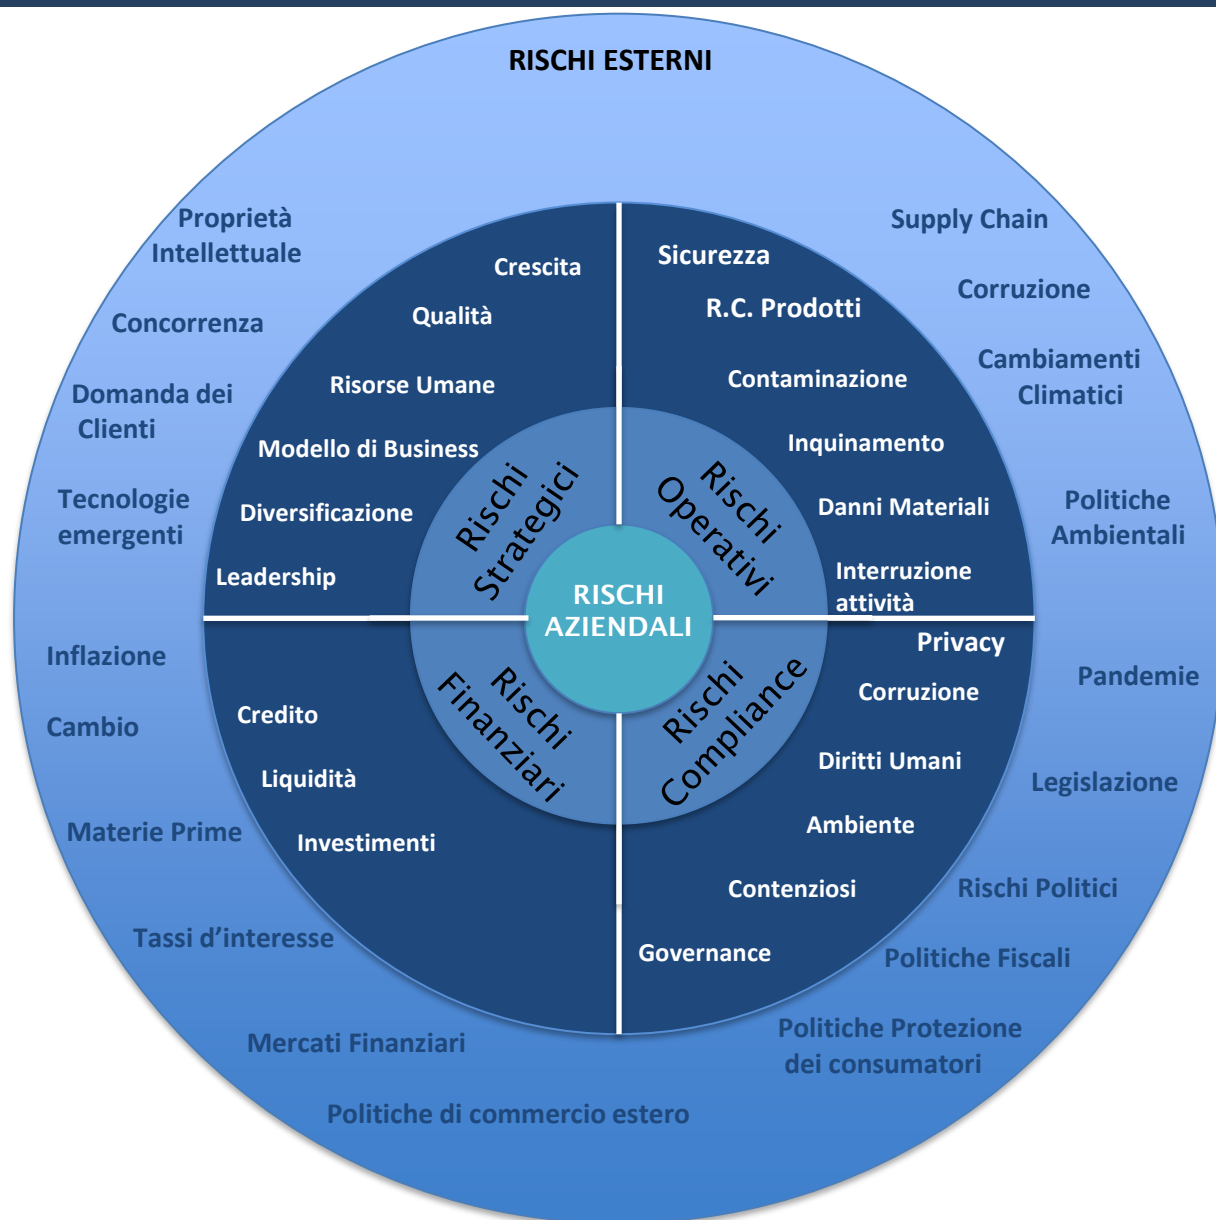 RISCHI ESTERNI
Proprietà
Intellettuale
Concorrenza
Domanda dei
Clienti
Tecnologie
emergenti
Inflazione
Cambio
Materie Prime
Tassi d’interesse
Mercati Finanziari
Politiche di commercio estero
Supply Chain
Corruzione
Cambiamenti
Climatici
Politiche
Ambientali
Pandemie
Legislazione
Rischi Politici
Politiche Fiscali
Politiche Protezione
dei consumatori
Crescita
Qualità
Risorse Umane
Modello di Business
Diversificazione
Leadership
Sicurezza
R.C. Prodotti
Contaminazione
Inquinamento
Danni Materiali
Interruzione
attività
Credito
Liquidità
Investimenti
Privacy
Corruzione
Diritti Umani
Ambiente
Contenziosi
Governance
Rischi
Strategici
Rischi
Operativi
Rischi
Finanziari
Rischi
Compliance
RISCHI
AZIENDALI